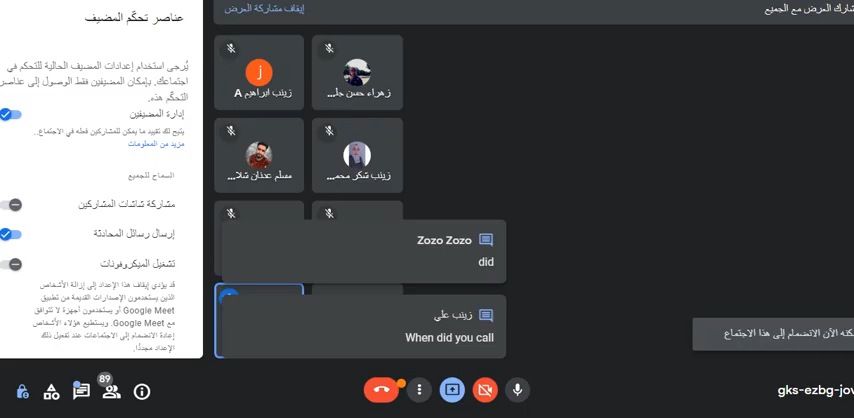 عناصر تحكّم المضيف
يُرجى استخدام إعدادات المضيف الحالية للتحكم في
اجتماعك. بإمكان المضيفين فقط الوصول إلى عناصر
التحكّم هذه.
إدارة المضيفين
يتيح لك تقييد ما يمكن للمشاركين فعله في الاجتماع..
مزيد من المعلومات
السماح للجميع
مشاركة شاشات المشاركين
إرسال رسائل المحادثة
تشغيل الميكروفونات
قد يؤدي إيقاف هذا الإعداد إلى إزالة الأشخاص
الذين يستخدمون الإصدارات القديمة من تطبيق
Google Meet أو يستخدمون أجهزة لا تتوافق
مع Google Meet. ويستطيع هؤلاء الأشخاص
إعادة الانضمام إلى الاجتماعات عند تفعيل ذلك
الإعداد مجددًا.
العرض مع الجميع
إيقاف مشاركة العرض
j
زينب ابراهيم A
زهراء حسن جلـ...
مسلم عدنان شلا...
زينب شكر محمـ...
Zozo Zozo
did
زينب علي
When did you call
الآن الانضمام إلى هذا الاجتماع
89
gks-ezbg-jov